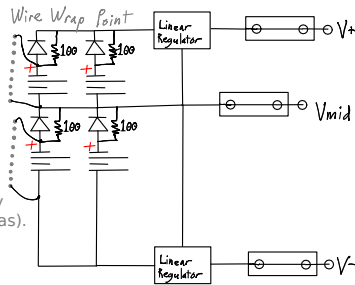 Wire Wrap Point
Linear
Regulator
V+
100
100
+
+
Vmid
100
100
+
+
as).
Linear
Regulator
V-